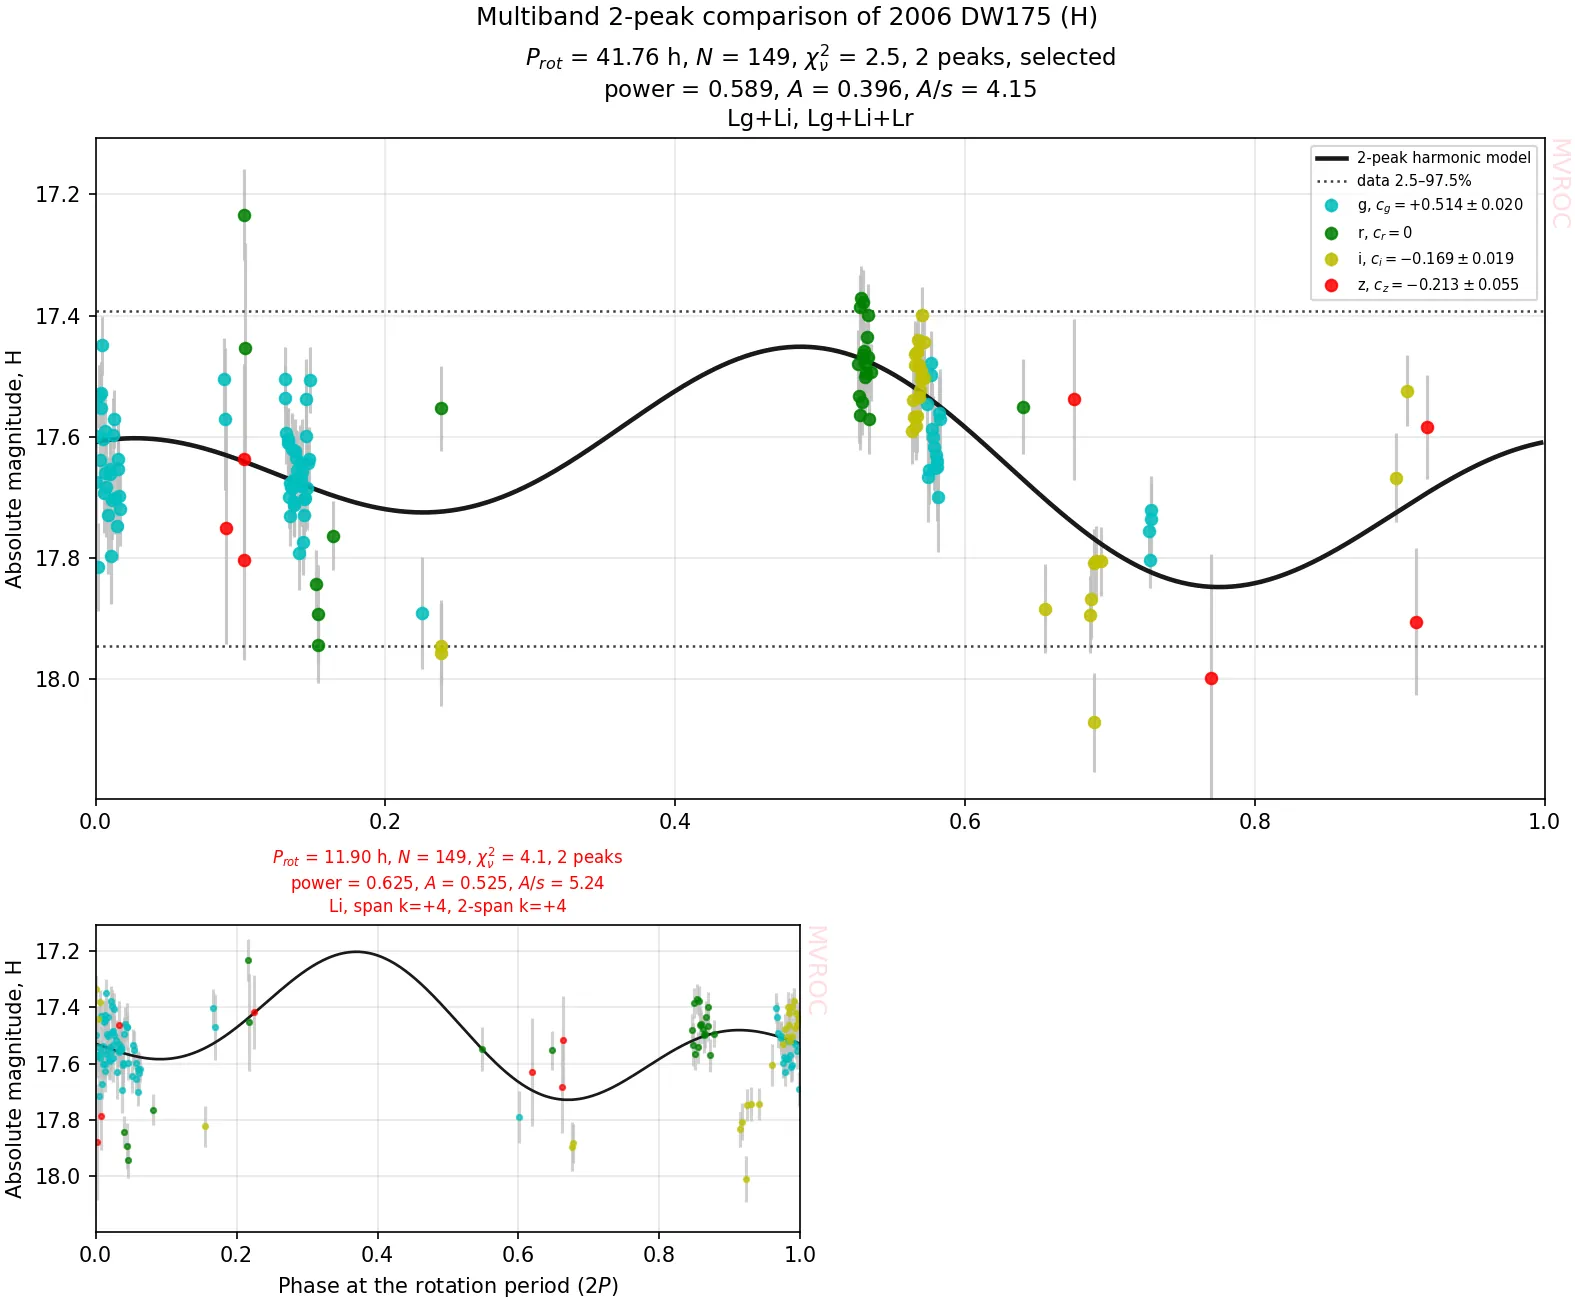 Multiband 2-peak comparison of 2006 DW175 (H)
P_rot = 41.76 h, N = 149, χ²_ν = 2.5, 2 peaks, selected
power = 0.589, A = 0.396, A/s = 4.15
Lg+Li, Lg+Li+Lr
Absolute magnitude, H
17.2
17.4
17.6
17.8
18.0
2-peak harmonic model
data 2.5–97.5%
g, c_g = +0.514 ± 0.020
r, c_r = 0
i, c_i = −0.169 ± 0.019
z, c_z = −0.213 ± 0.055
MVROC
0.0 0.2 0.4 0.6 0.8 1.0
P_rot = 11.90 h, N = 149, χ²_ν = 4.1, 2 peaks
power = 0.625, A = 0.525, A/s = 5.24
Li, span k=+4, 2-span k=+4
Absolute magnitude, H
17.2
17.4
17.6
17.8
18.0
MVROC
0.0 0.2 0.4 0.6 0.8 1.0
Phase at the rotation period (2P)